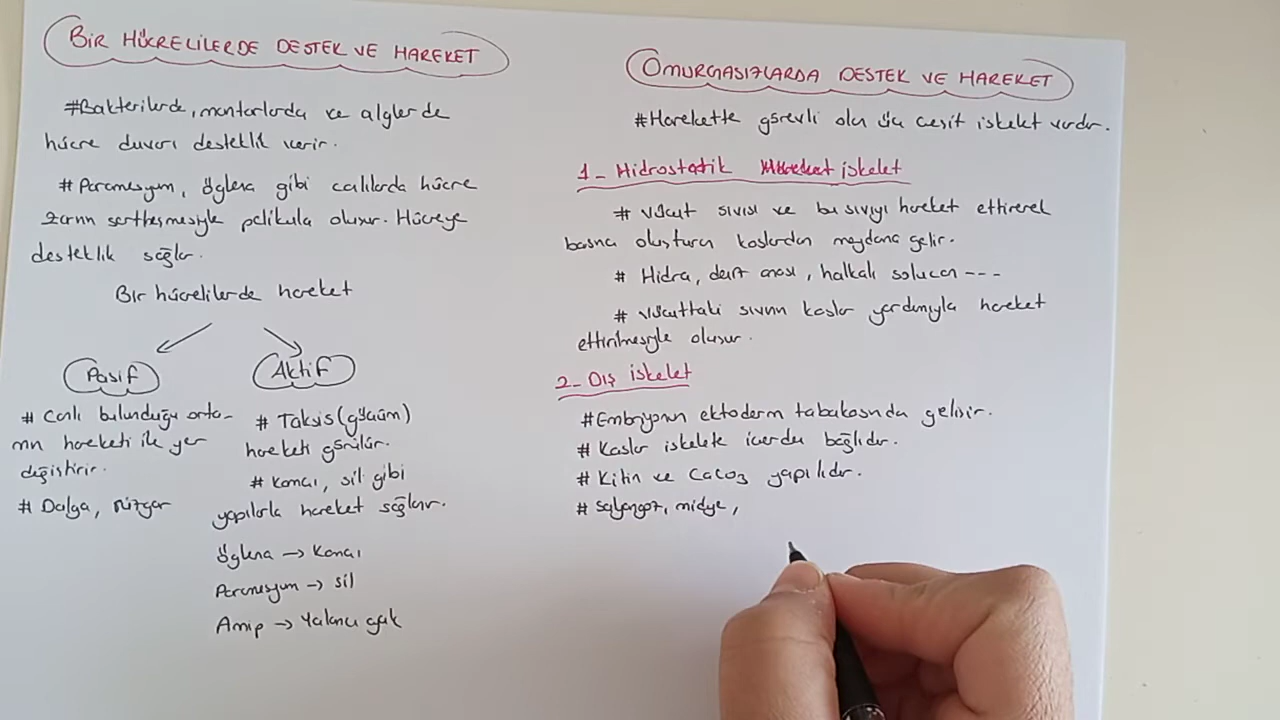 BİR HÜCRELİLERDE DESTEK VE HAREKET
#Bakterilerde, mantarlarda ve alglerde
hücre duvarı desteklik verir.
# Paramesyum, Öglena gibi canlılarda hücre
zarının sertleşmesiyle pelikula oluşur. Hücreye
desteklik sağlar.
Bir hücrelilerde hareket
Pasif
Aktif
# Canlı bulunduğu orta-
mın hareketi ile yer
değiştirir.
# Dalga, rüzgar
# Taksis (göçüm)
hareketi görülür.
# Kamçı, sil gibi
yapılarla hareket sağlanır.
Öglena → Kamçı
Paramesyum → Sil
Amip → Yalancı ayak
OMURGASIZLARDA DESTEK VE HAREKET
#Harekette görevli olan üç çeşit iskelet vardır.
1- Hidrostatik iskelet
# Vücut sıvısı ve bu sıvıyı hareket ettirerek
basınç oluşturan kaslardan meydana gelir.
# Hidra, deniz anası, halkalı solucan ---
# Vücuttaki sıvının kaslar yardımıyla hareket
ettirilmesiyle oluşur.
2- Dış iskelet
#Embriyonun ektoderm tabakasından gelişir.
# Kaslar iskelete içerden bağlıdır.
# Kitin ve CaCO3 yapılıdır.
# Salyangoz, midye,